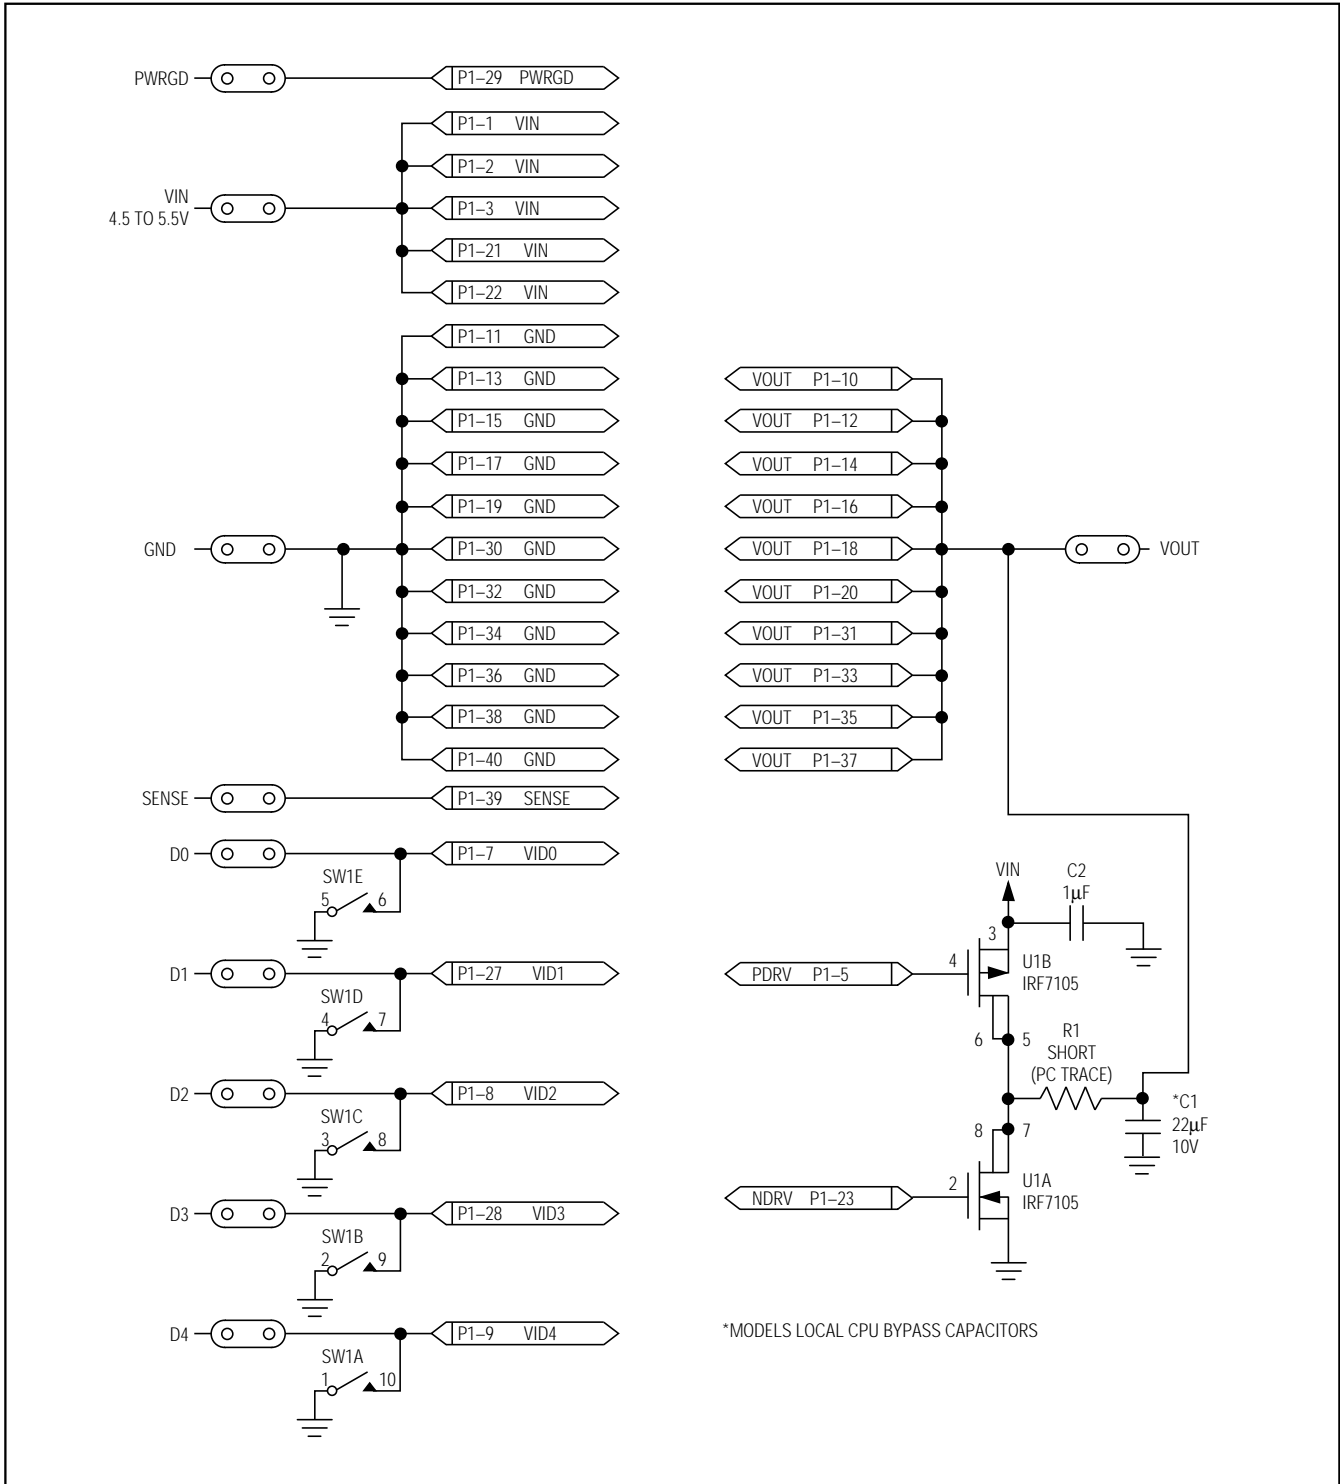 PWRGD
P1–29 PWRGD
P1–1 VIN
P1–2 VIN
VIN
4.5 TO 5.5V
P1–3 VIN
P1–21 VIN
P1–22 VIN
P1–11 GND
P1–13 GND
P1–15 GND
P1–17 GND
P1–19 GND
GND
P1–30 GND
P1–32 GND
P1–34 GND
P1–36 GND
P1–38 GND
P1–40 GND
SENSE
P1–39 SENSE
D0
P1–7 VID0
SW1E
5 6
D1
P1–27 VID1
SW1D
4 7
D2
P1–8 VID2
SW1C
3 8
D3
P1–28 VID3
SW1B
2 9
D4
P1–9 VID4
SW1A
1 10
VOUT P1–10
VOUT P1–12
VOUT P1–14
VOUT P1–16
VOUT P1–18
VOUT
VOUT P1–20
VOUT P1–31
VOUT P1–33
VOUT P1–35
VOUT P1–37
VIN
C2
1μF
3
4
U1B
IRF7105
PDRV P1–5
6 5
R1
SHORT
(PC TRACE)
*C1
22μF
10V
8 7
2
U1A
IRF7105
NDRV P1–23
*MODELS LOCAL CPU BYPASS CAPACITORS